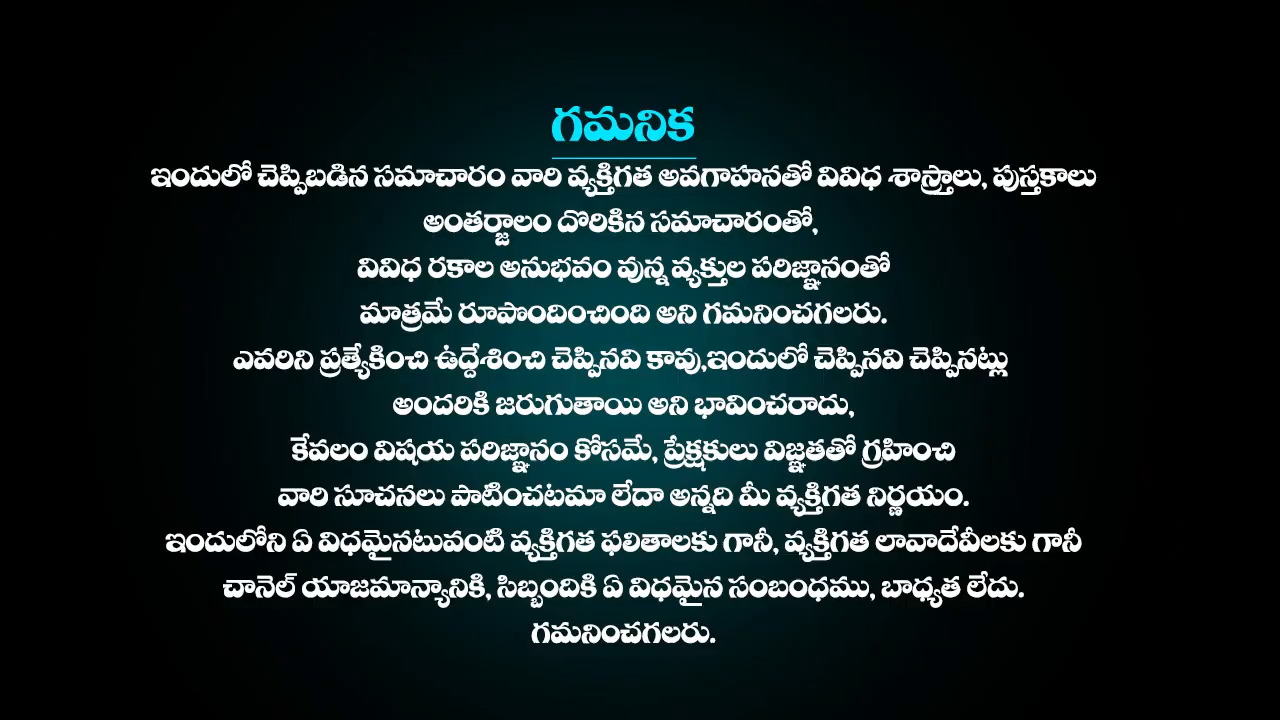 గమనిక
ఇందులో చెప్పిబడిన సమాచారం వారి వ్యక్తిగత అవగాహనతో వివిధ శాస్త్రాలు, పుస్తకాలు
అంతర్జాలం దొరికిన సమాచారంతో,
వివిధ రకాల అనుభవం వున్న వ్యక్తుల పరిజ్ఞానంతో
మాత్రమే రూపొందించింది అని గమనించగలరు.
ఎవరిని ప్రత్యేకించి ఉద్దేశించి చెప్పినవి కావు,ఇందులో చెప్పినవి చెప్పినట్లు
అందరికి జరుగుతాయి అని భావించరాదు,
కేవలం విషయ పరిజ్ఞానం కోసమే, ప్రేక్షకులు విజ్ఞతతో గ్రహించి
వారి సూచనలు పాటించటమా లేదా అన్నది మీ వ్యక్తిగత నిర్ణయం.
ఇందులోని ఏ విధమైనటువంటి వ్యక్తిగత ఫలితాలకు గానీ, వ్యక్తిగత లావాదేవీలకు గానీ
చానెల్ యాజమాన్యానికి, సిబ్బందికి ఏ విధమైన సంబంధము, బాధ్యత లేదు.
గమనించగలరు.